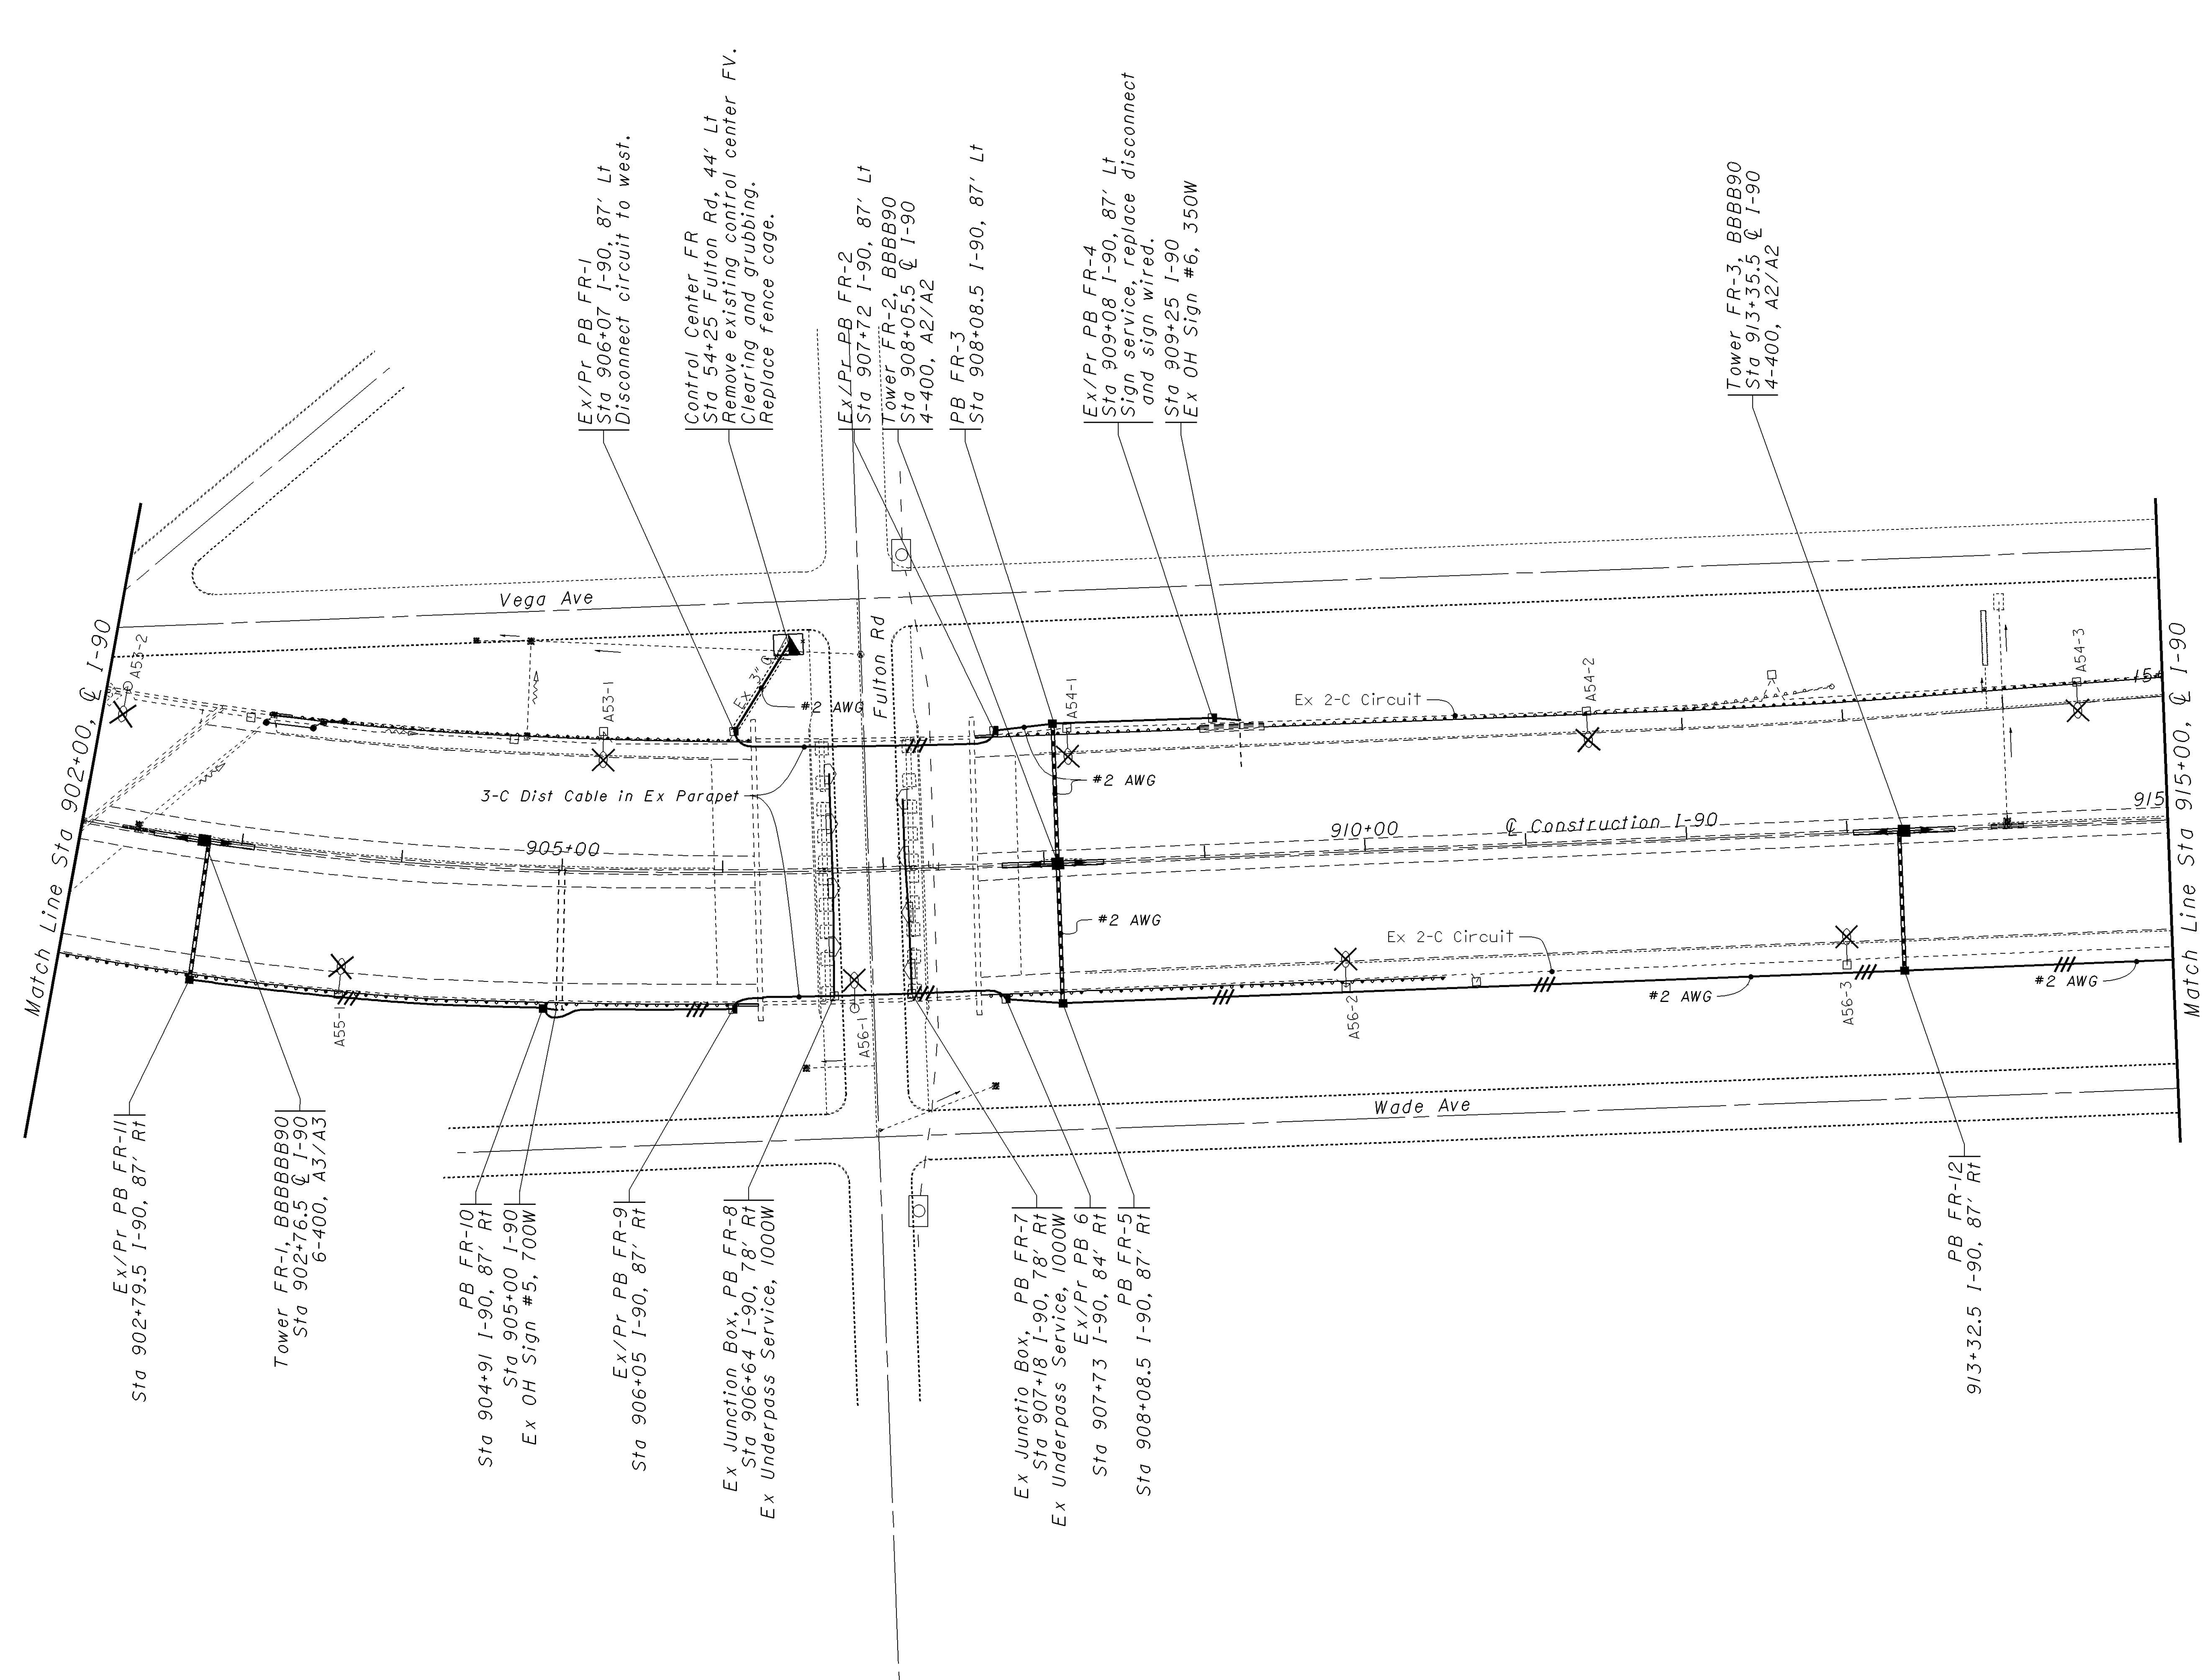 Ex/Pr PB FR-1
Sta 906+07 I-90, 87' Lt
Disconnect circuit to west.
Control Center FR
Sta 54+25 Fulton Rd, 44' Lt
Remove existing control center FV.
Clearing and grubbing.
Replace fence cage.
Ex/Pr PB FR-2
Sta 907+72 I-90, 87' Lt
Tower FR-2, BBBB90
Sta 908+05.5 ℄ I-90
4-400, A2/A2
PB FR-3
Sta 908+08.5 I-90, 87' Lt
Ex/Pr PB FR-4
Sta 909+08 I-90, 87' Lt
Sign service, replace disconnect
and sign wired.
Sta 909+25 I-90
Ex OH Sign #6, 350W
Tower FR-3, BBBB90
Sta 913+35.5 ℄ I-90
4-400, A2/A2
Match Line Sta 902+00, ℄ I-90
A53-2
Vega Ave
Fulton Rd
Ex 3" C
#2 AWG
A53-1
A54-1
Ex 2-C Circuit
A54-2
A54-3
154
#2 AWG
3-C Dist Cable in Ex Parapet
905+00
910+00
℄ Construction I-90
915
Match Line Sta 915+00, ℄ I-90
#2 AWG
Ex 2-C Circuit
#2 AWG
#2 AWG
A55-1
A56-1
A56-2
A56-3
Wade Ave
Ex/Pr PB FR-11
Sta 902+79.5 I-90, 87' Rt
Tower FR-1, BBBBBB90
Sta 902+76.5 ℄ I-90
6-400, A3/A3
PB FR-10
Sta 904+91 I-90, 87' Rt
Sta 905+00 I-90
Ex OH Sign #5, 700W
Ex/Pr PB FR-9
Sta 906+05 I-90, 87' Rt
Ex Junction Box, PB FR-8
Sta 906+64 I-90, 78' Rt
Ex Underpass Service, 1000W
Ex Junctio Box, PB FR-7
Sta 907+18 I-90, 78' Rt
Ex Underpass Service, 1000W
Ex/Pr PB 6
Sta 907+73 I-90, 84' Rt
PB FR-5
Sta 908+08.5 I-90, 87' Rt
PB FR-12
913+32.5 I-90, 87' Rt